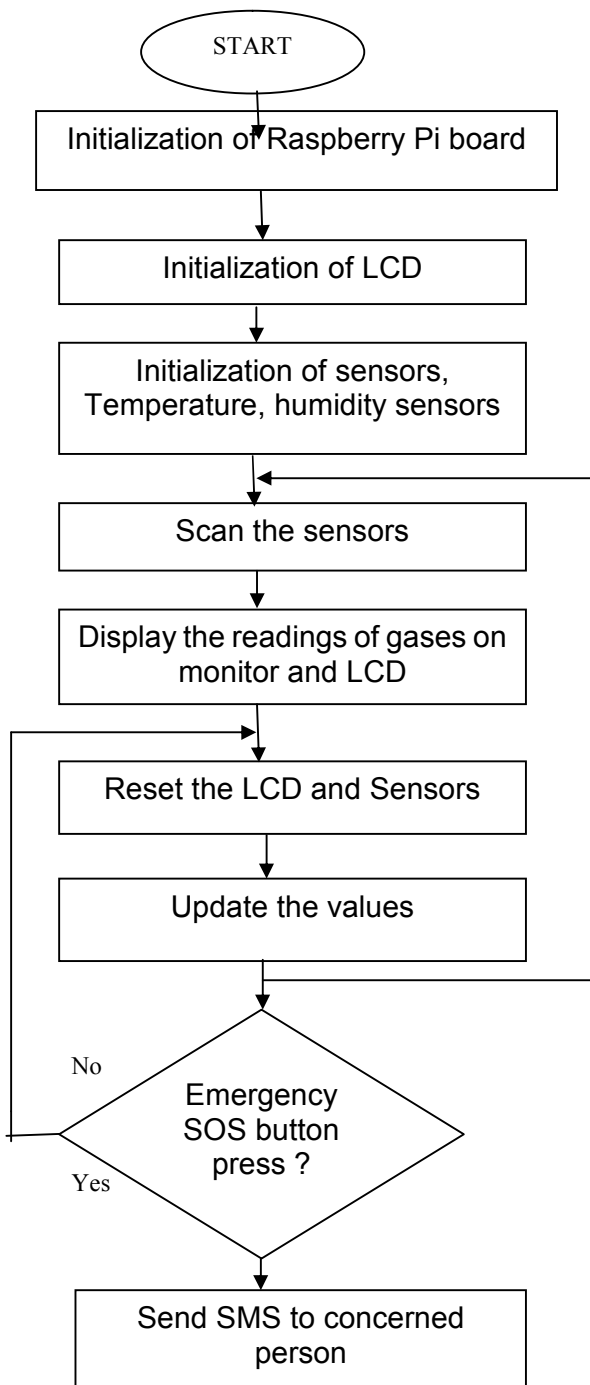 START
Initialization of Raspberry Pi board
Initialization of LCD
Initialization of sensors,
Temperature, humidity sensors
Scan the sensors
Display the readings of gases on
monitor and LCD
Reset the LCD and Sensors
Update the values
No
Emergency
SOS button
press ?
Yes
Send SMS to concerned
person